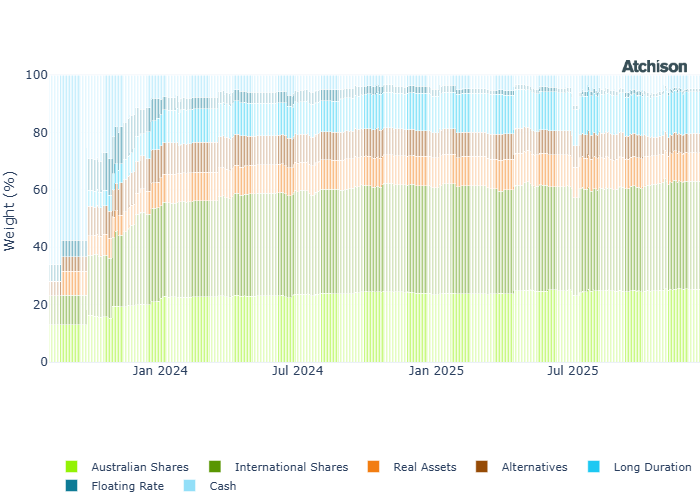 Atchison
100
80
60
40
20
0
Weight (%)
Jan 2024 Jul 2024 Jan 2025 Jul 2025
Australian Shares International Shares Real Assets Alternatives Long Duration
Floating Rate Cash